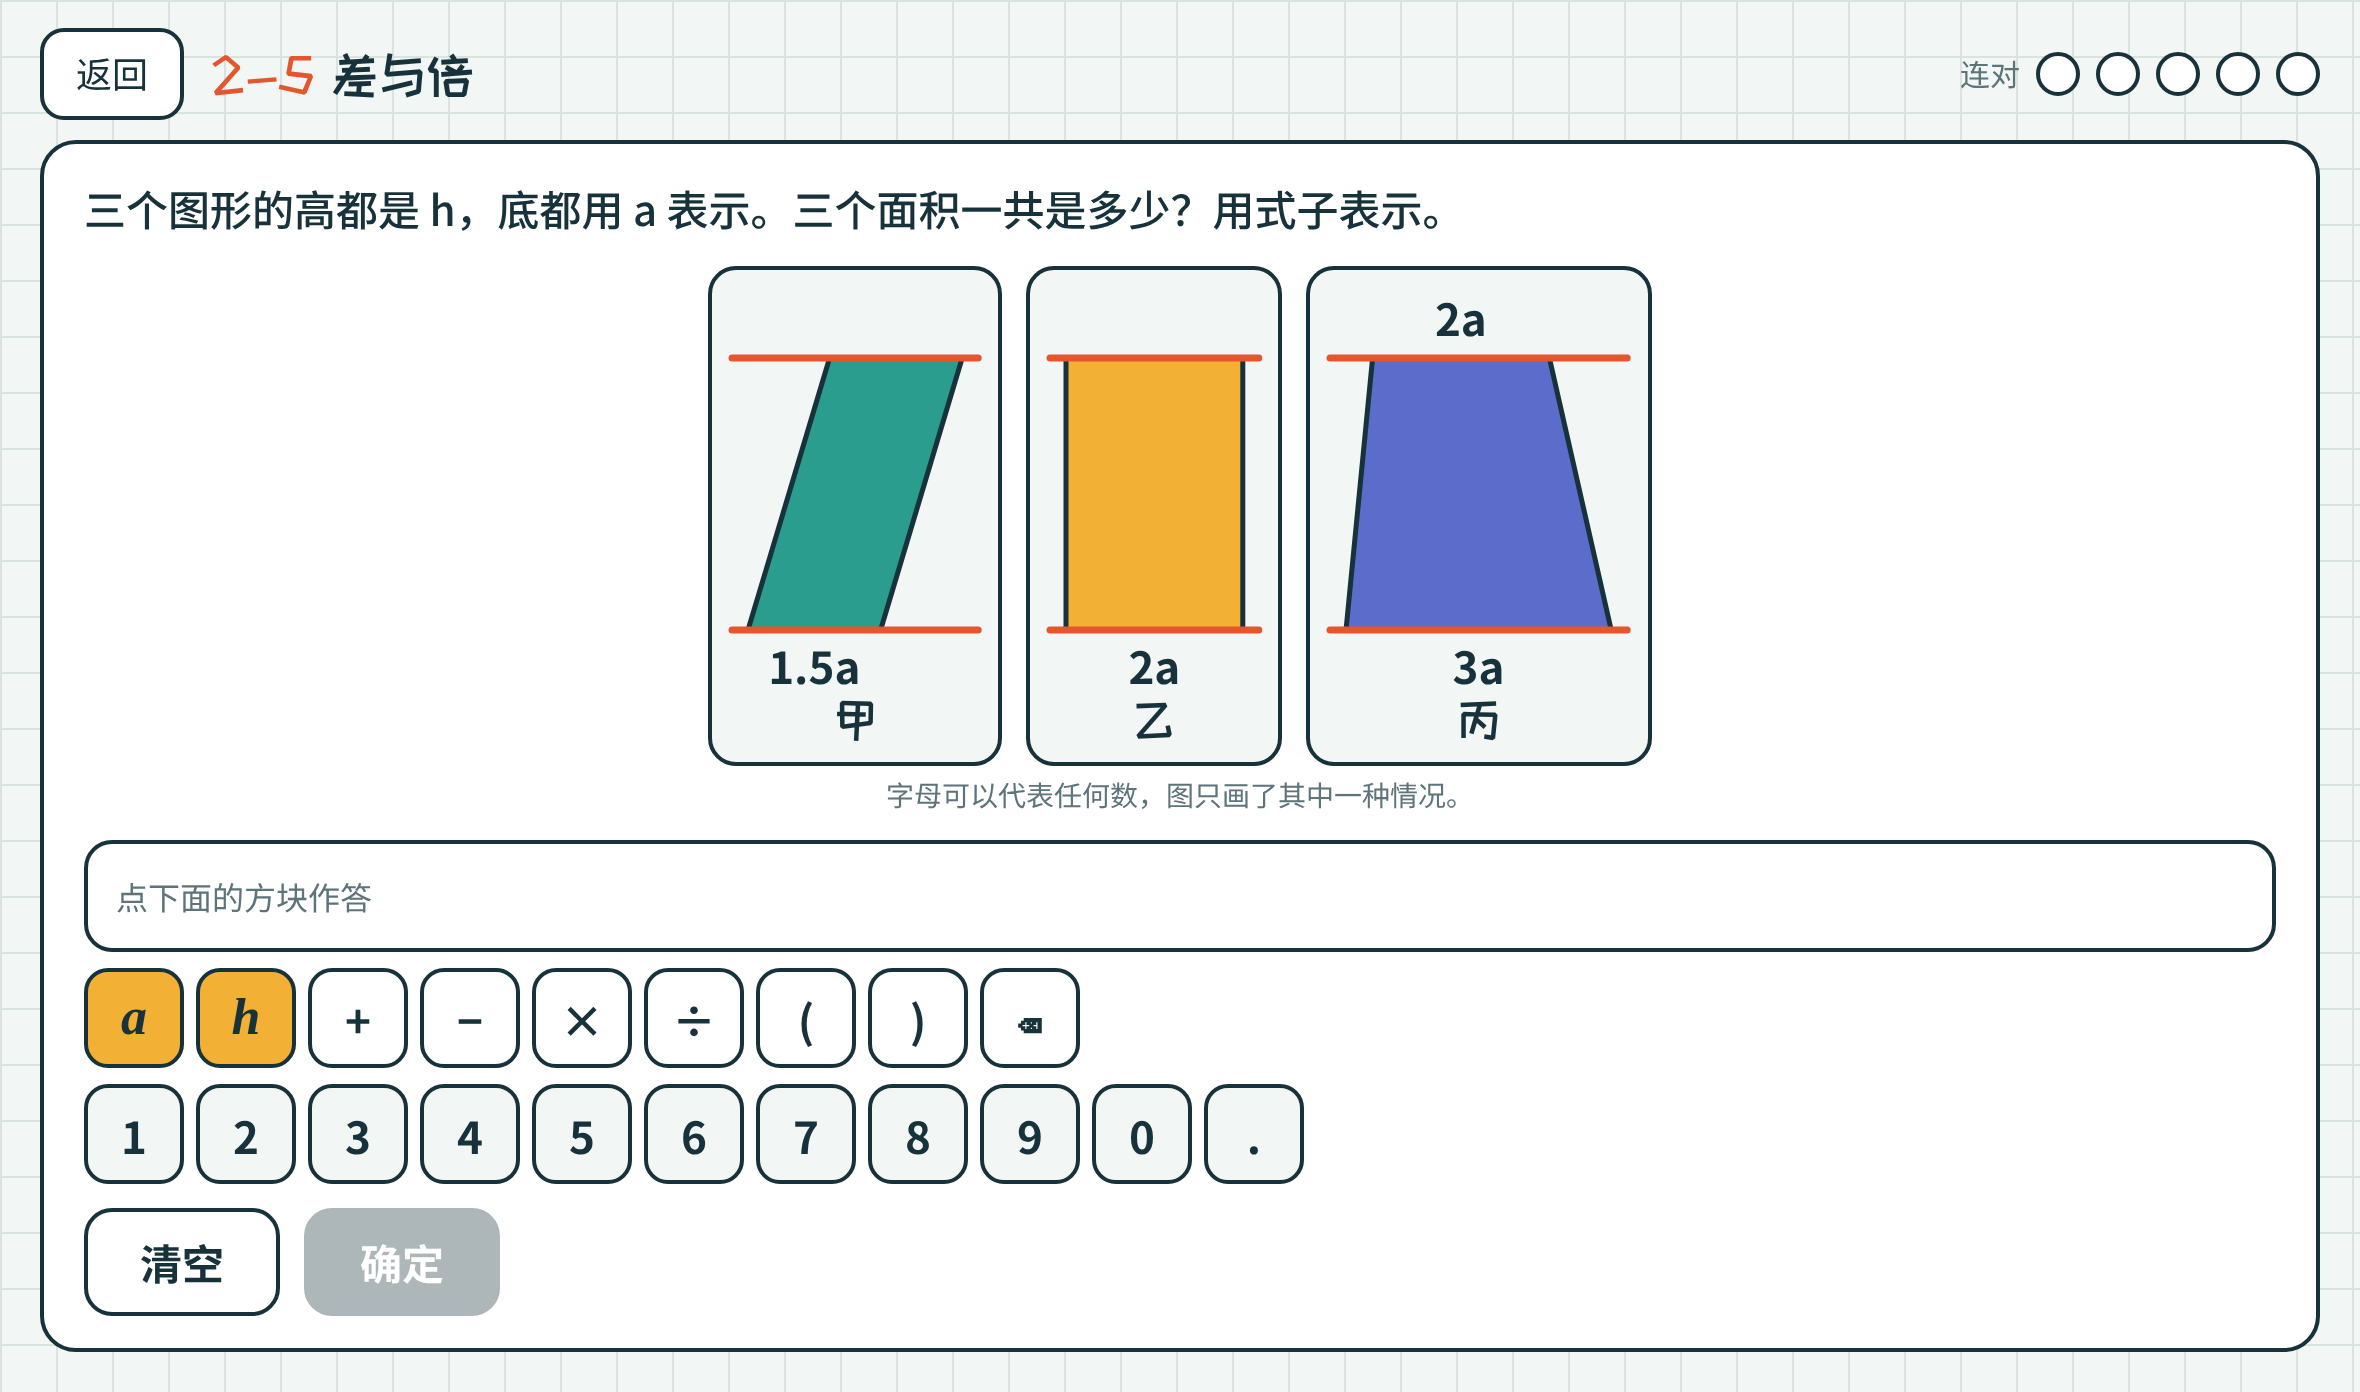 返回 2-5 差与倍 连对
三个图形的高都是 h，底都用 a 表示。三个面积一共是多少？用式子表示。
2a
1.5a 2a 3a
甲 乙 丙
字母可以代表任何数，图只画了其中一种情况。
点下面的方块作答
a h + − × ÷ ( ) ⌫
1 2 3 4 5 6 7 8 9 0 .
清空 确定